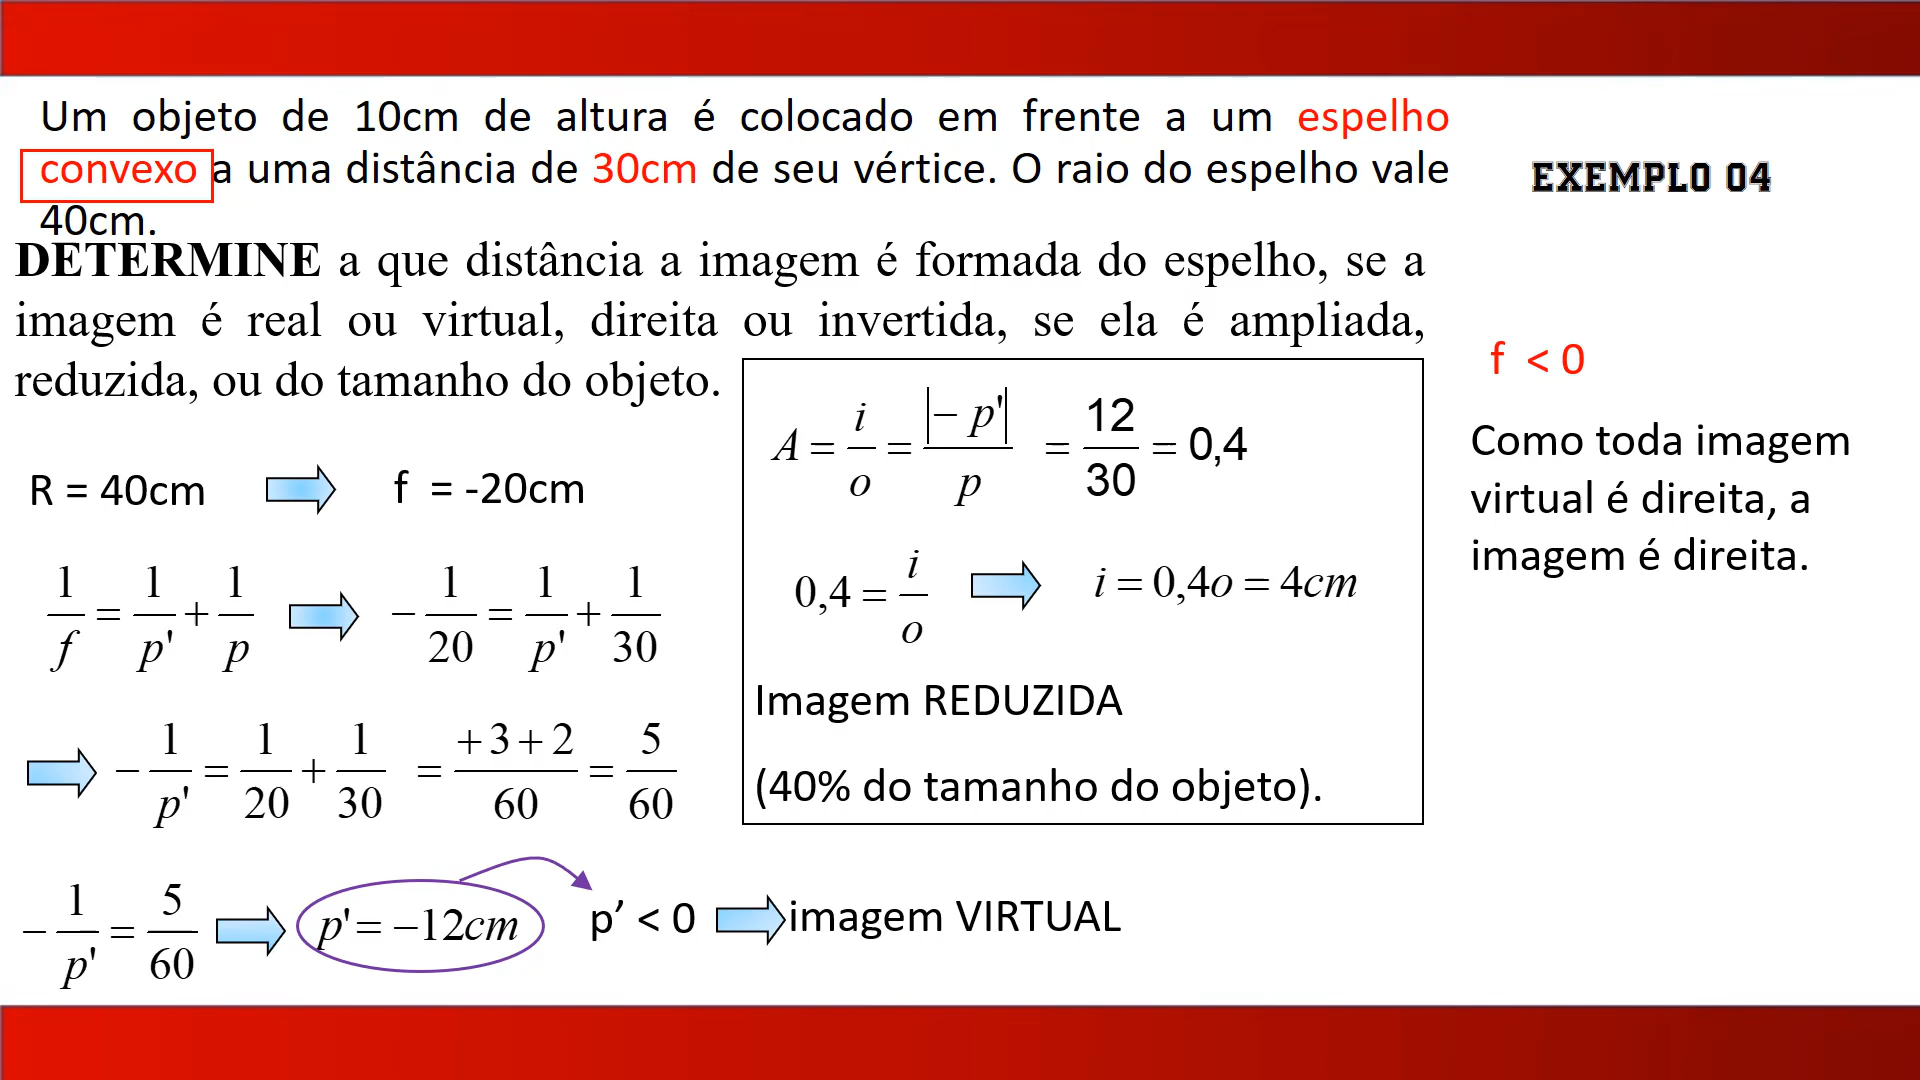 Um objeto de 10cm de altura é colocado em frente a um espelho
convexo a uma distância de 30cm de seu vértice. O raio do espelho vale
40cm.
EXEMPLO 04
DETERMINE a que distância a imagem é formada do espelho, se a
imagem é real ou virtual, direita ou invertida, se ela é ampliada,
reduzida, ou do tamanho do objeto.
R = 40cm f = -20cm
1/f = 1/p' + 1/p − 1/20 = 1/p' + 1/30
− 1/p' = 1/20 + 1/30 = +3+2/60 = 5/60
− 1/p' = 5/60 p'= −12cm p’ < 0 imagem VIRTUAL
A = i/o = |− p'|/p = 12/30 = 0,4
0,4 = i/o i = 0,4o = 4cm
Imagem REDUZIDA
(40% do tamanho do objeto).
f < 0
Como toda imagem
virtual é direita, a
imagem é direita.